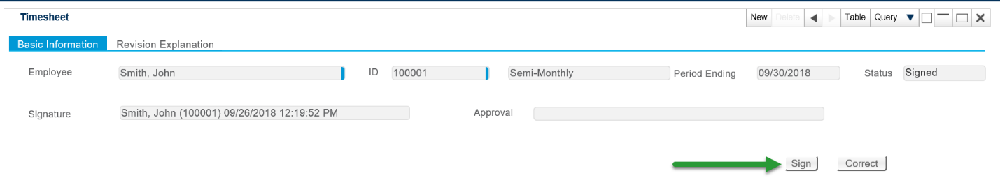 Timesheet New Delete Table Query
Basic Information Revision Explanation
Employee Smith, John ID 100001 Semi-Monthly Period Ending 09/30/2018 Status Signed
Signature Smith, John (100001) 09/26/2018 12:19:52 PM Approval
Sign Correct